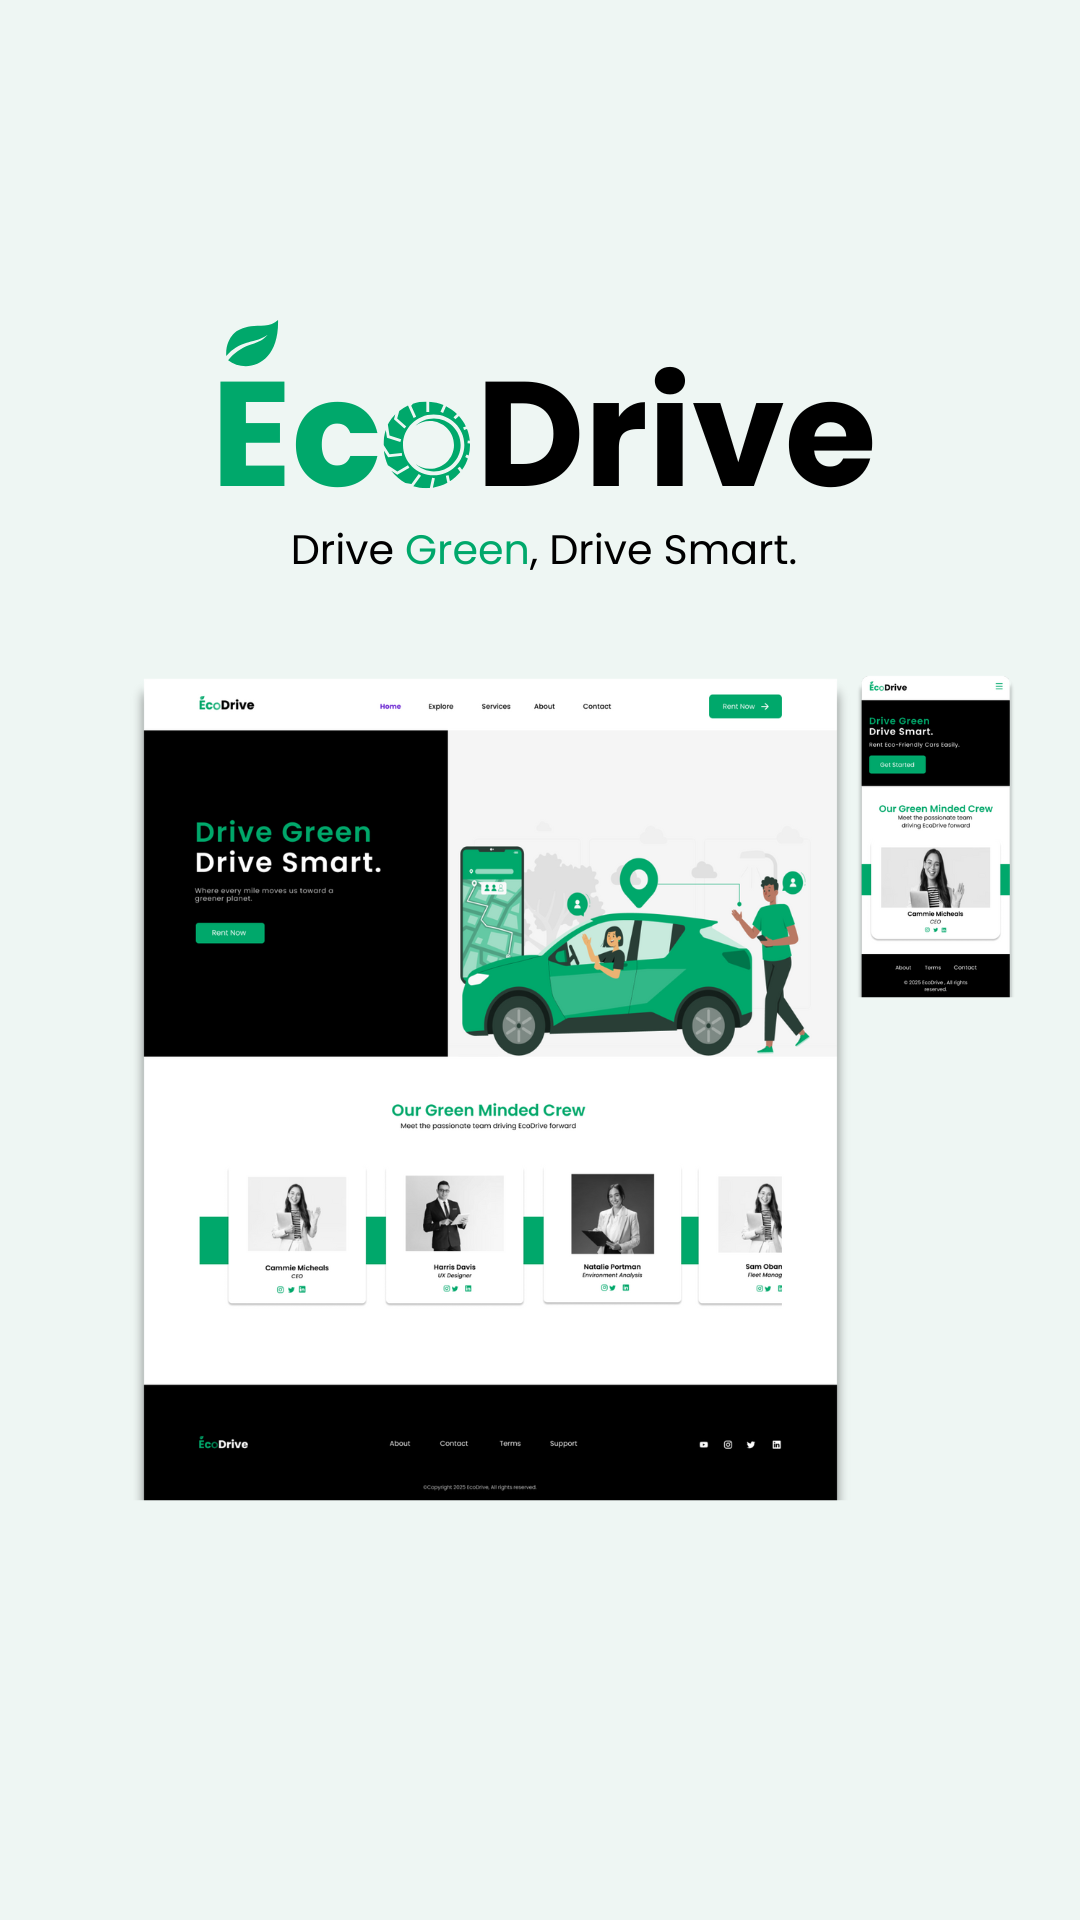 ÉcoDrive
Drive Green, Drive Smart.
ÉcoDrive
Home Explore Services About Contact
Rent Now
Drive Green
Drive Smart.
Where every mile moves us toward a
greener planet.
Rent Now
Our Green Minded Crew
Meet the passionate team driving EcoDrive forward
Cammie Micheals
CEO
Harris Davis
UX Designer
Natalie Portman
Environment Analysis
Sam Oban
Fleet Manag
ÉcoDrive
About Contact Terms Support
©Copyright 2025 EcoDrive, All rights reserved.
ÉcoDrive
Drive Green
Drive Smart.
Rent Eco-Friendly Cars Easily.
Get Started
Our Green Minded Crew
Meet the passionate team
driving EcoDrive forward
Cammie Micheals
CEO
About Terms Contact
© 2025 EcoDrive , All rights
reserved.